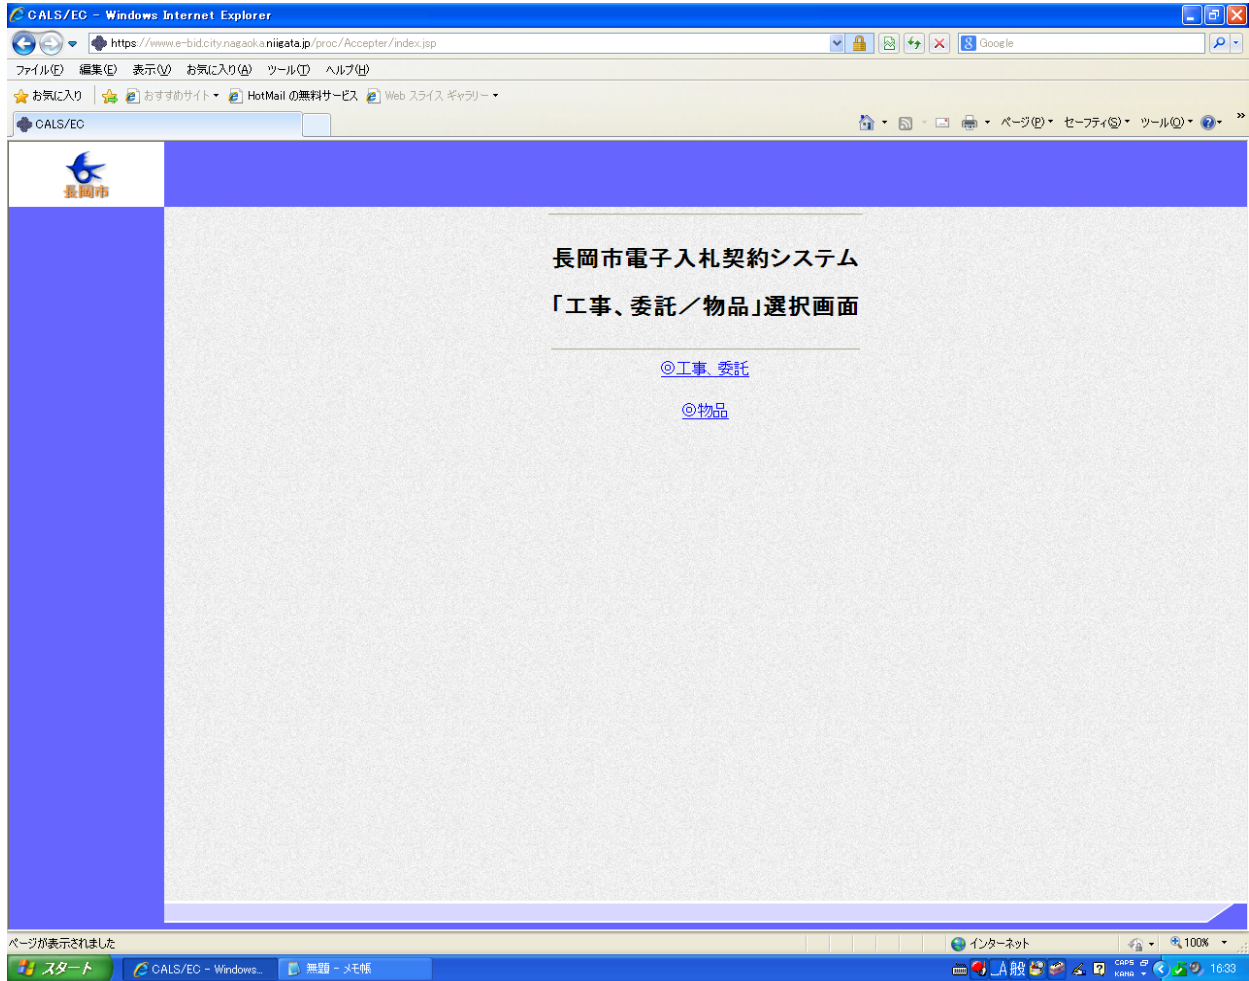 CALS/EC - Windows Internet Explorer
https://www.e-bid.city.nagaoka.niigata.jp/proc/Accepter/index.jsp
Google
ファイル(F) 編集(E) 表示(V) お気に入り(A) ツール(T) ヘルプ(H)
お気に入り おすすめサイト HotMail の無料サービス Web スライス ギャラリー
CALS/EC
ページ(P) セーフティ(S) ツール(O)
長岡市
長岡市電子入札契約システム
「工事、委託／物品」選択画面
◎工事、委託
◎物品
ページが表示されました
インターネット
100%
スタート
CALS/EC - Windows...
無題 - メモ帳
A 般
CAPS
KANA
16:33